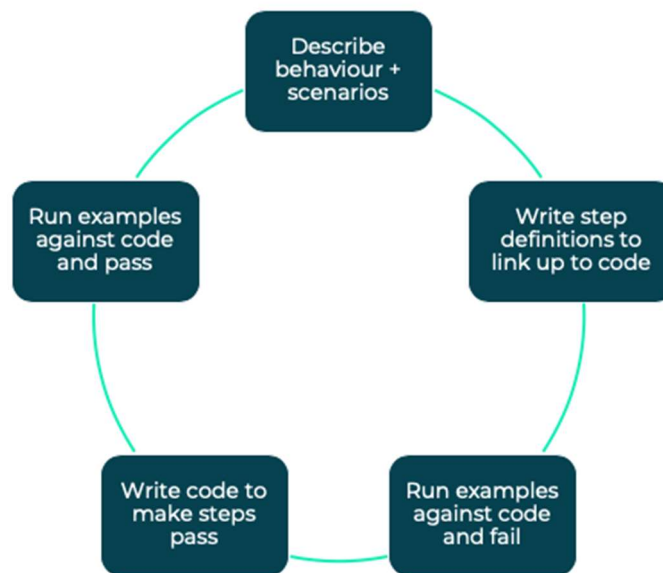 Describe
behaviour +
scenarios
Write step
definitions to
link up to code
Run examples
against code
and fail
Write code to
make steps
pass
Run examples
against code
and pass